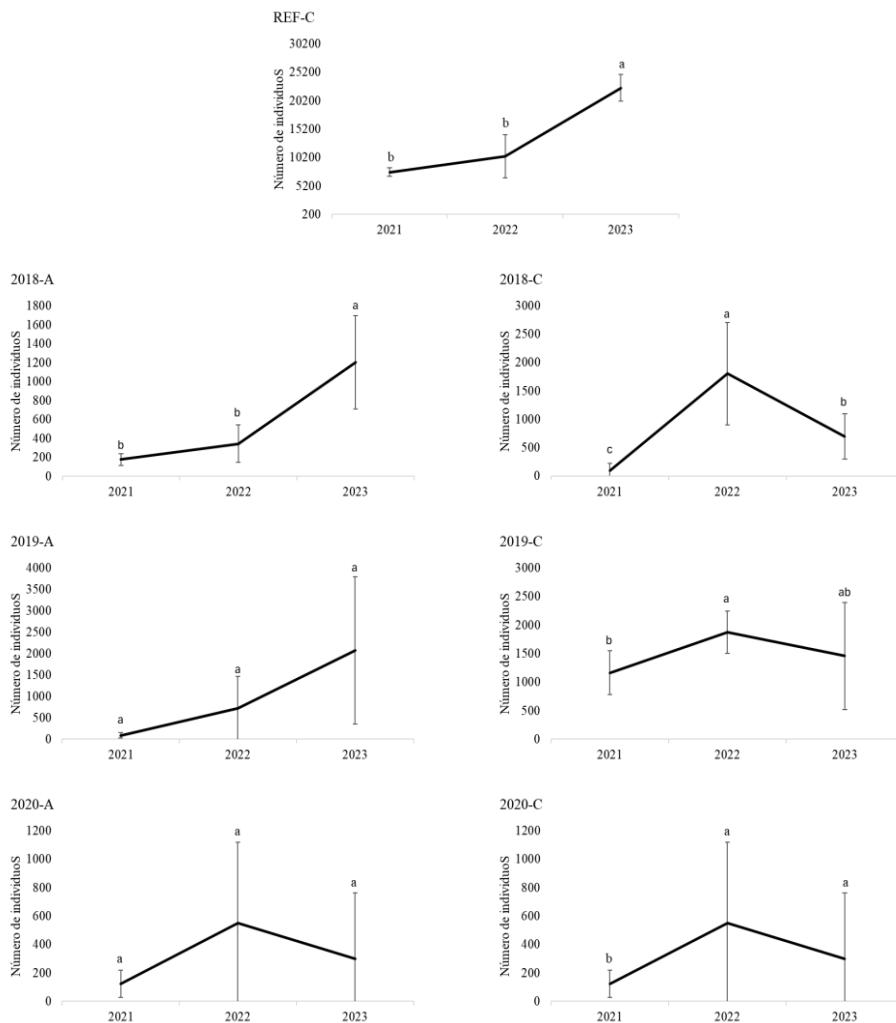 REF-C
Número de individuoS
30200
25200
20200
15200
10200
5200
200
b
b
a
2021
2022
2023
2018-A
Número de individuoS
1800
1600
1400
1200
1000
800
600
400
200
0
b
b
a
2021
2022
2023
2018-C
Número de individuoS
3000
2500
2000
1500
1000
500
0
c
a
b
2021
2022
2023
2019-A
Número de individuoS
4000
3500
3000
2500
2000
1500
1000
500
0
a
a
a
2021
2022
2023
2019-C
Número de individuoS
3000
2500
2000
1500
1000
500
0
b
a
ab
2021
2022
2023
2020-A
Número de individuoS
1200
1000
800
600
400
200
0
a
a
a
2021
2022
2023
2020-C
Número de individuoS
1200
1000
800
600
400
200
0
b
a
a
2021
2022
2023